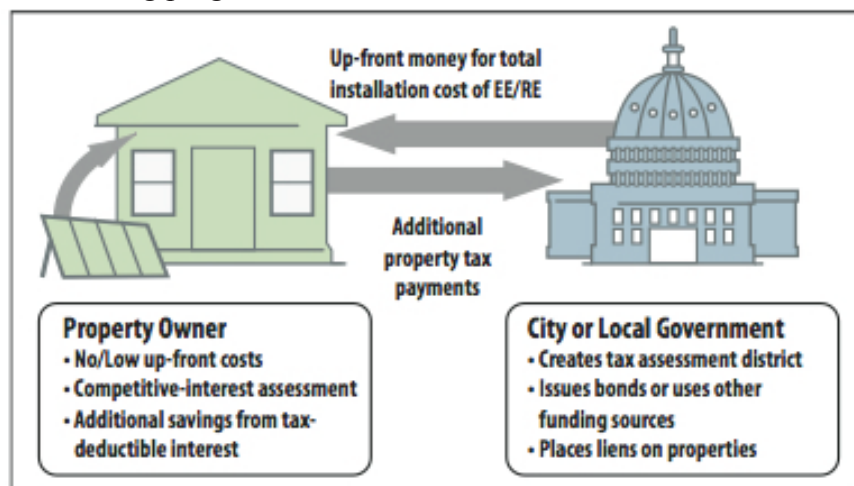 Up-front money for total
installation cost of EE/RE
Additional
property tax
payments
Property Owner
• No/Low up-front costs
• Competitive-interest assessment
• Additional savings from tax-
deductible interest
City or Local Government
• Creates tax assessment district
• Issues bonds or uses other
funding sources
• Places liens on properties